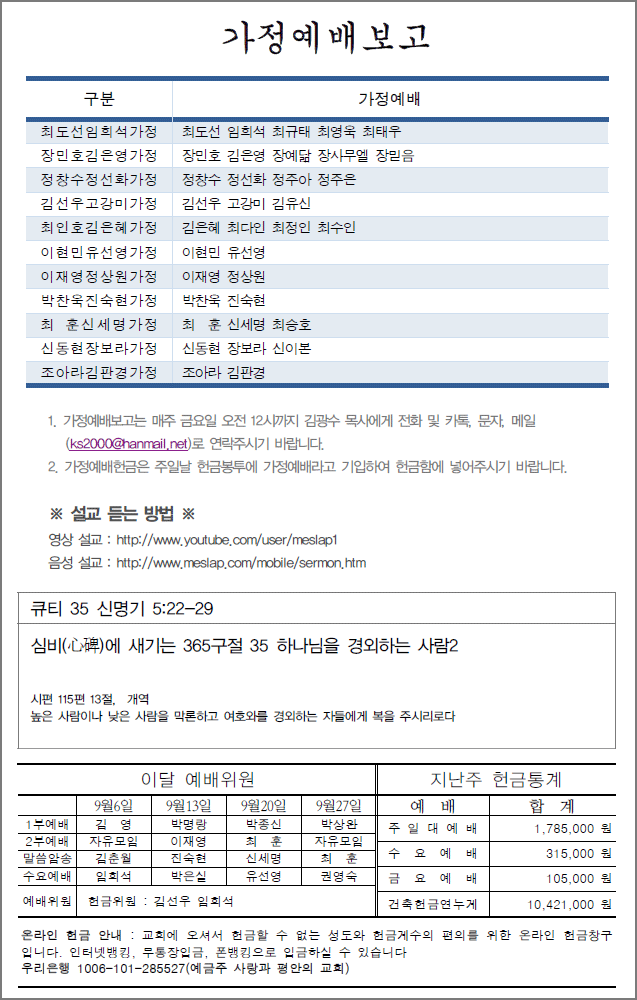 가정예배보고
구분 가정예배
최도선임희석가정 최도선 임희석 최규태 최영욱 최태우
장민호김은영가정 장민호 김은영 장예닮 장사무엘 장믿음
정창수정선화가정 정창수 정선화 정주아 정주은
김선우고강미가정 김선우 고강미 김유신
최인호김은혜가정 김은혜 최다인 최정인 최수인
이현민유선영가정 이현민 유선영
이재영정상원가정 이재영 정상원
박찬욱진숙현가정 박찬욱 진숙현
최 훈신세명가정 최 훈 신세명 최승호
신동현장보라가정 신동현 장보라 신이본
조아라김판경가정 조아라 김판경
1. 가정예배보고는 매주 금요일 오전 12시까지 김광수 목사에게 전화 및 카톡, 문자, 메일
(ks2000@hanmail.net)로 연락주시기 바랍니다.
2. 가정예배헌금은 주일날 헌금봉투에 가정예배라고 기입하여 헌금함에 넣어주시기 바랍니다.
※ 설교 듣는 방법 ※
영상 설교 : http://www.youtube.com/user/meslap1
음성 설교 : http://www.meslap.com/mobile/sermon.htm
큐티 35 신명기 5:22-29
심비(心碑)에 새기는 365구절 35 하나님을 경외하는 사람2
시편 115편 13절, 개역
높은 사람이나 낮은 사람을 막론하고 여호와를 경외하는 자들에게 복을 주시리로다
이달 예배위원
9월6일 9월13일 9월20일 9월27일
1부예배 김 영 박명랑 박종신 박상완
2부예배 자유모임 이재영 최 훈 자유모임
말씀암송 김춘월 진숙현 신세명 최 훈
수요예배 임희석 박은실 유선영 권영숙
예배위원 헌금위원 : 김선우 임희석
지난주 헌금통계
예 배 합 계
주 일 대 예 배 1,785,000 원
수 요 예 배 315,000 원
금 요 예 배 105,000 원
건축헌금연누계 10,421,000 원
온라인 헌금 안내 : 교회에 오셔서 헌금할 수 없는 성도와 헌금계수의 편의를 위한 온라인 헌금창구
입니다. 인터넷뱅킹, 무통장입금, 폰뱅킹으로 입금하실 수 있습니다
우리은행 1006-101-285527(예금주 사랑과 평안의 교회)